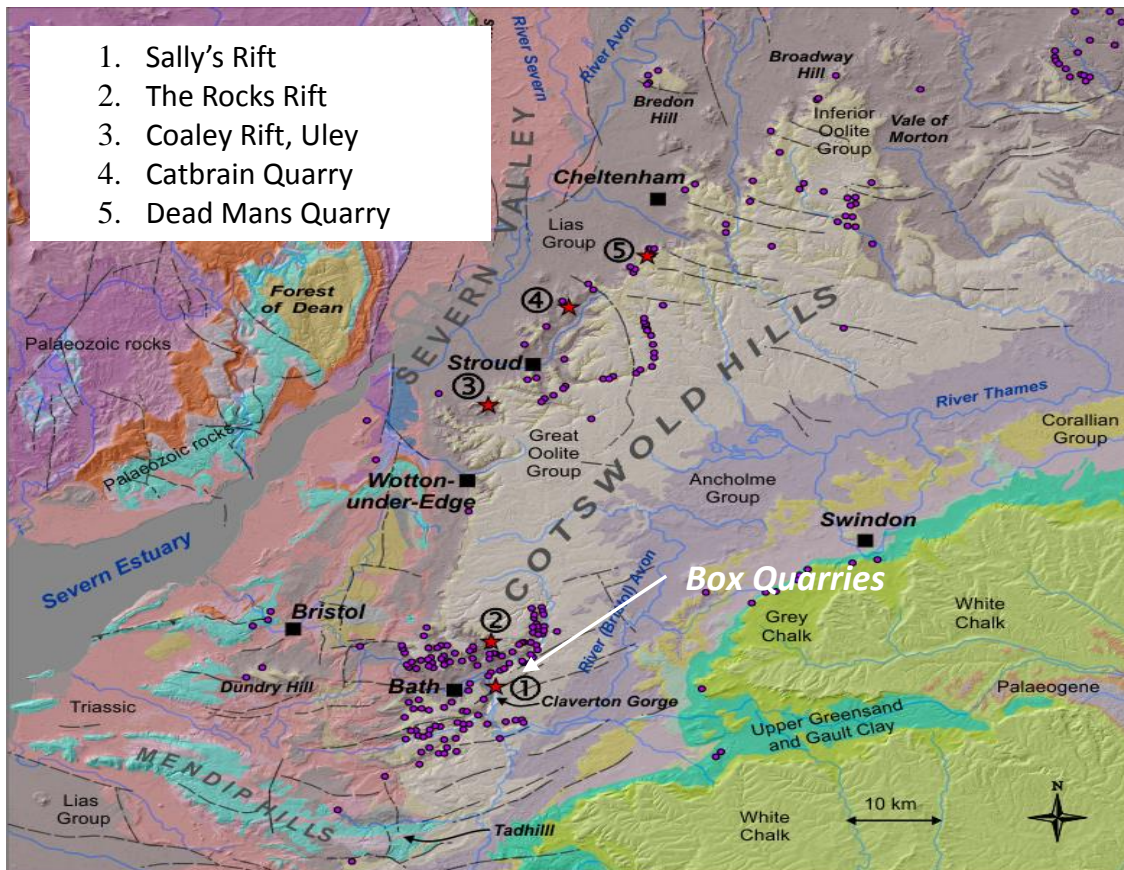 1. Sally's Rift
2. The Rocks Rift
3. Coaley Rift, Uley
4. Catbrain Quarry
5. Dead Mans Quarry
River Severn
River Avon
Bredon
Hill
Broadway
Hill
Inferior
Oolite
Group
Vale of
Morton
Cheltenham
Lias
Group
SEVERN VALLEY
⑤
④
Forest
of Dean
Palaeozoic rocks
Stroud
③
COTSWOLD HILLS
River Thames
Corallian
Group
Palaeozoic rocks
Great
Oolite
Group
Ancholme
Group
Wotton-
under-Edge
Swindon
Severn Estuary
Box Quarries
River (Bristol) Avon
Bristol
②
Grey
Chalk
White
Chalk
Dundry Hill
Bath
①
Claverton Gorge
Triassic
Palaeogene
Upper Greensand
and Gault Clay
MENDIP HILLS
Lias
Group
Tadhilll
White
Chalk
10 km
N